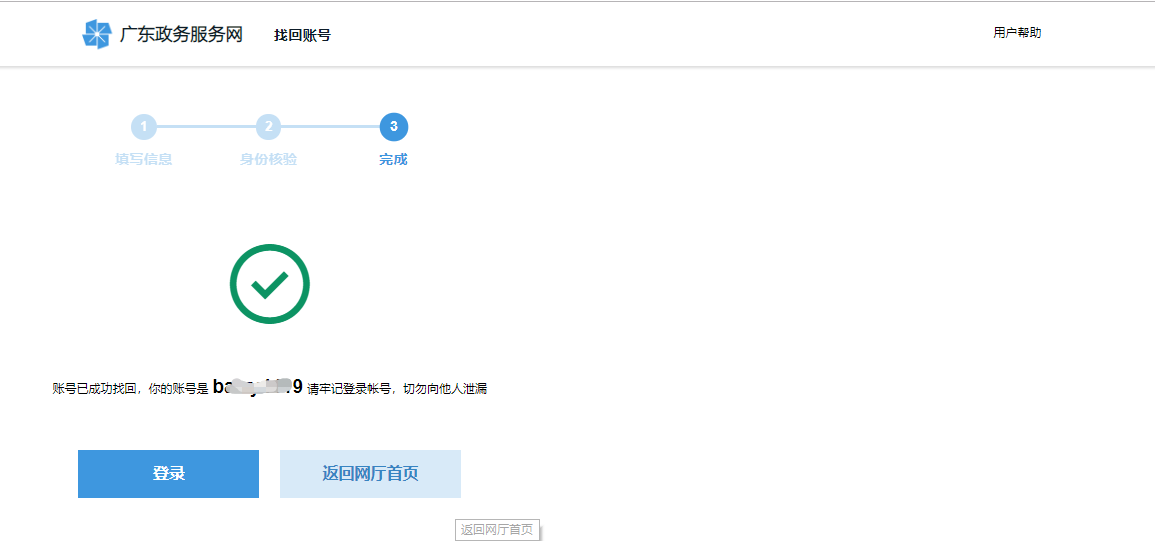 广东政务服务网 找回账号 用户帮助
1 2 3
填写信息 身份核验 完成
账号已成功找回，你的账号是 请牢记登录帐号，切勿向他人泄漏
登录 返回网厅首页
返回网厅首页